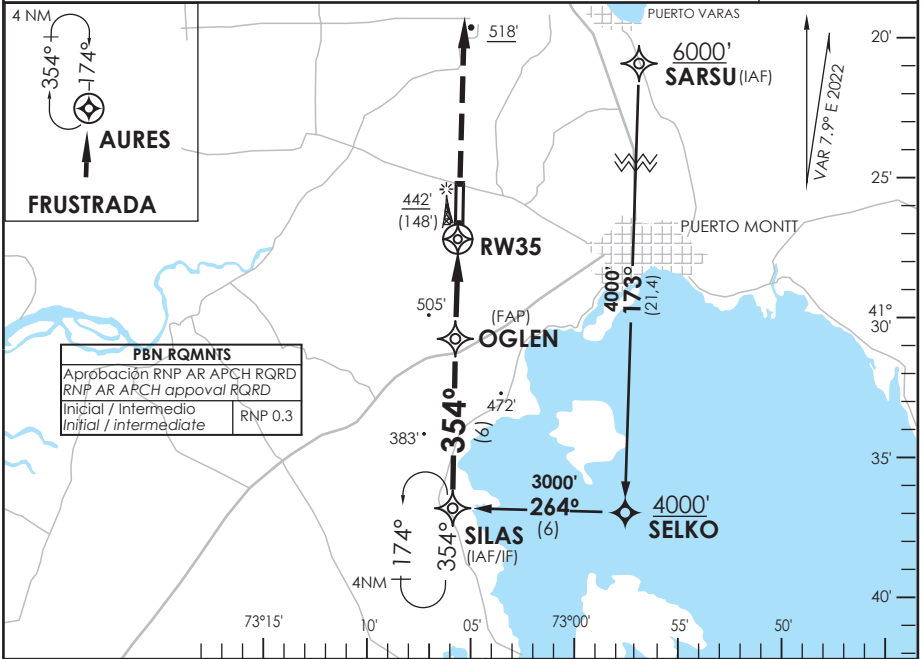 4 NM
354°
174°
AURES
FRUSTRADA
518'
PUERTO VARAS
6000'
SARSU (IAF)
VAR 7.9° E 2022
20'
25'
442'
(148')
RW35
PUERTO MONTT
4000'
173°
(21,4)
41°
30'
505'
(FAP)
OGLEN
PBN RQMNTS
Aprobación RNP AR APCH RQRD
RNP AR APCH appoval RQRD
Inicial / Intermedio
Initial / intermediate
RNP 0.3
472'
354°
(6)
383'
35'
3000'
264°
(6)
4000'
SELKO
SILAS
(IAF/IF)
174°
354°
4NM
40'
73°15'
10'
05'
73°00'
55'
50'